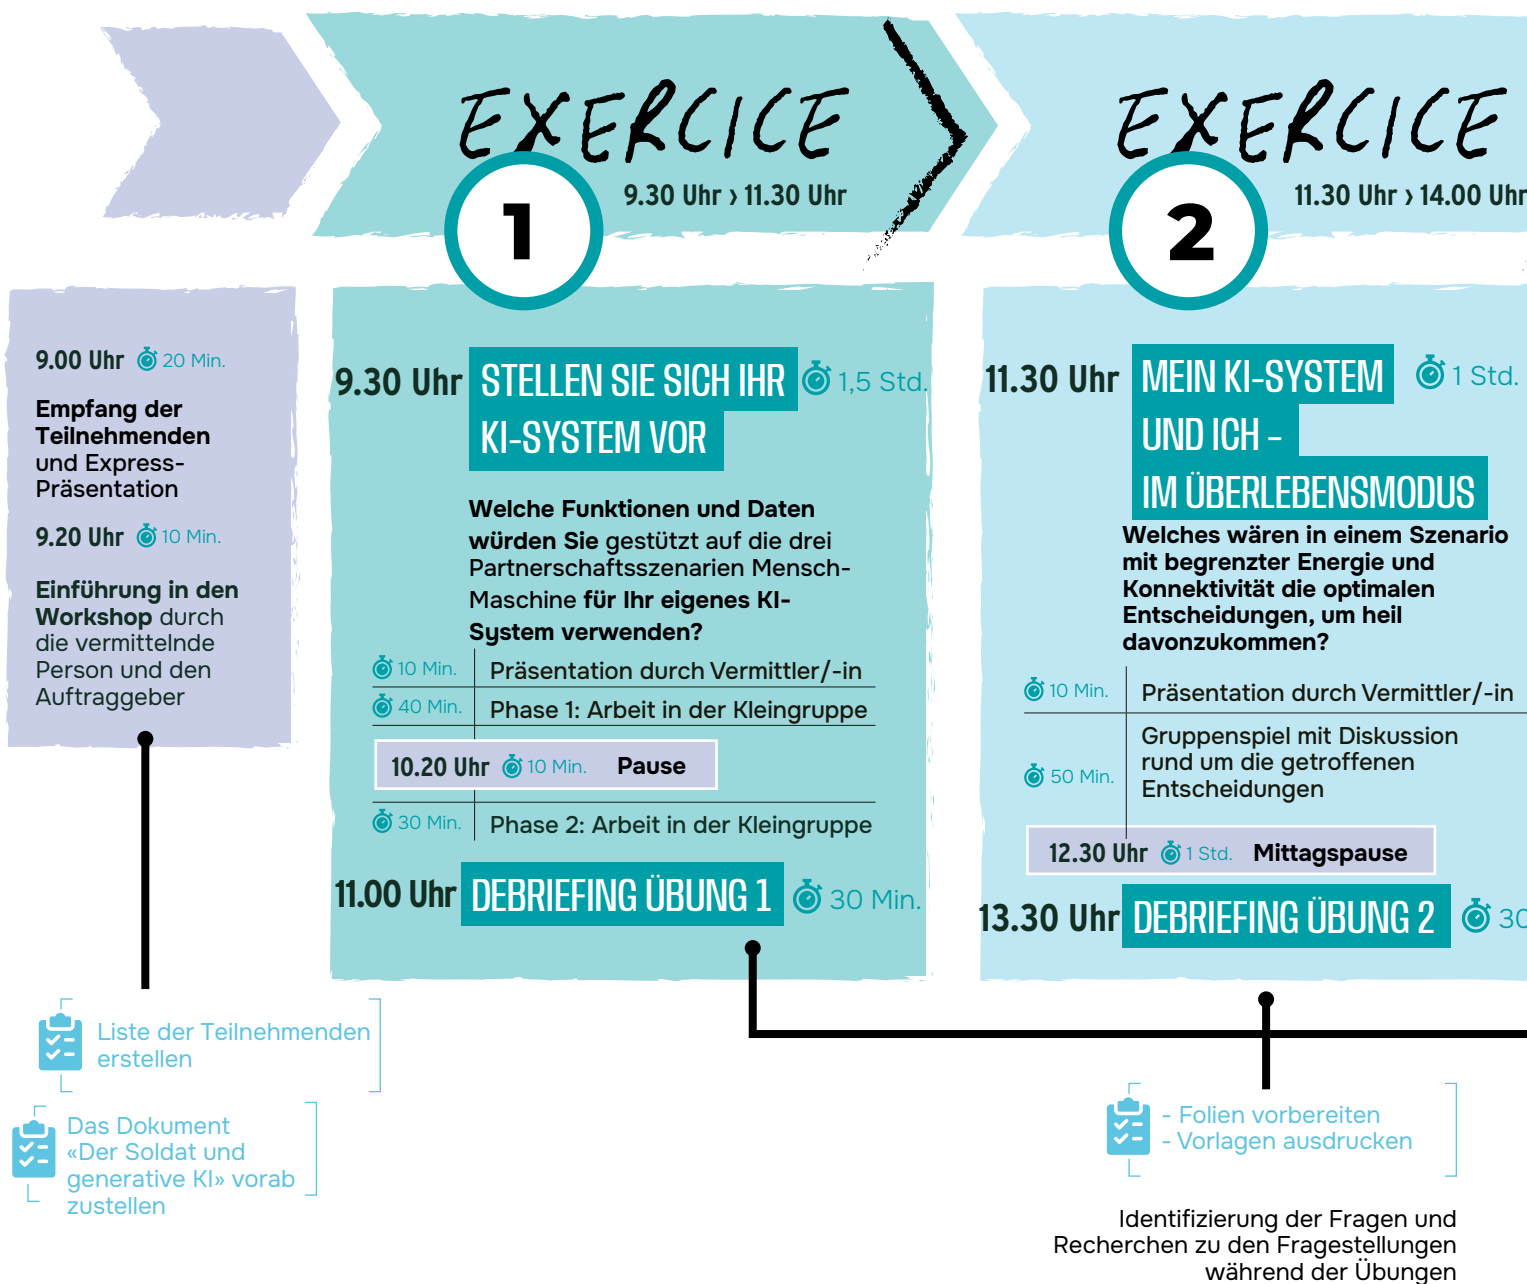 EXERCICE
1
9.30 Uhr › 11.30 Uhr
EXERCICE
2
11.30 Uhr › 14.00 Uhr
9.00 Uhr 20 Min.
Empfang der
Teilnehmenden
und Express-
Präsentation
9.20 Uhr 10 Min.
Einführung in den
Workshop durch
die vermittelnde
Person und den
Auftraggeber
9.30 Uhr STELLEN SIE SICH IHR 1,5 Std.
KI-SYSTEM VOR
Welche Funktionen und Daten
würden Sie gestützt auf die drei
Partnerschaftsszenarien Mensch-
Maschine für Ihr eigenes KI-
System verwenden?
10 Min. Präsentation durch Vermittler/-in
40 Min. Phase 1: Arbeit in der Kleingruppe
10.20 Uhr 10 Min. Pause
30 Min. Phase 2: Arbeit in der Kleingruppe
11.00 Uhr DEBRIEFING ÜBUNG 1 30 Min.
11.30 Uhr MEIN KI-SYSTEM 1 Std.
UND ICH –
IM ÜBERLEBENSMODUS
Welches wären in einem Szenario
mit begrenzter Energie und
Konnektivität die optimalen
Entscheidungen, um heil
davonzukommen?
10 Min. Präsentation durch Vermittler/-in
Gruppenspiel mit Diskussion
50 Min. rund um die getroffenen
Entscheidungen
12.30 Uhr 1 Std. Mittagspause
13.30 Uhr DEBRIEFING ÜBUNG 2 30
Liste der Teilnehmenden
erstellen
Das Dokument
«Der Soldat und
generative KI» vorab
zustellen
- Folien vorbereiten
- Vorlagen ausdrucken
Identifizierung der Fragen und
Recherchen zu den Fragestellungen
während der Übungen